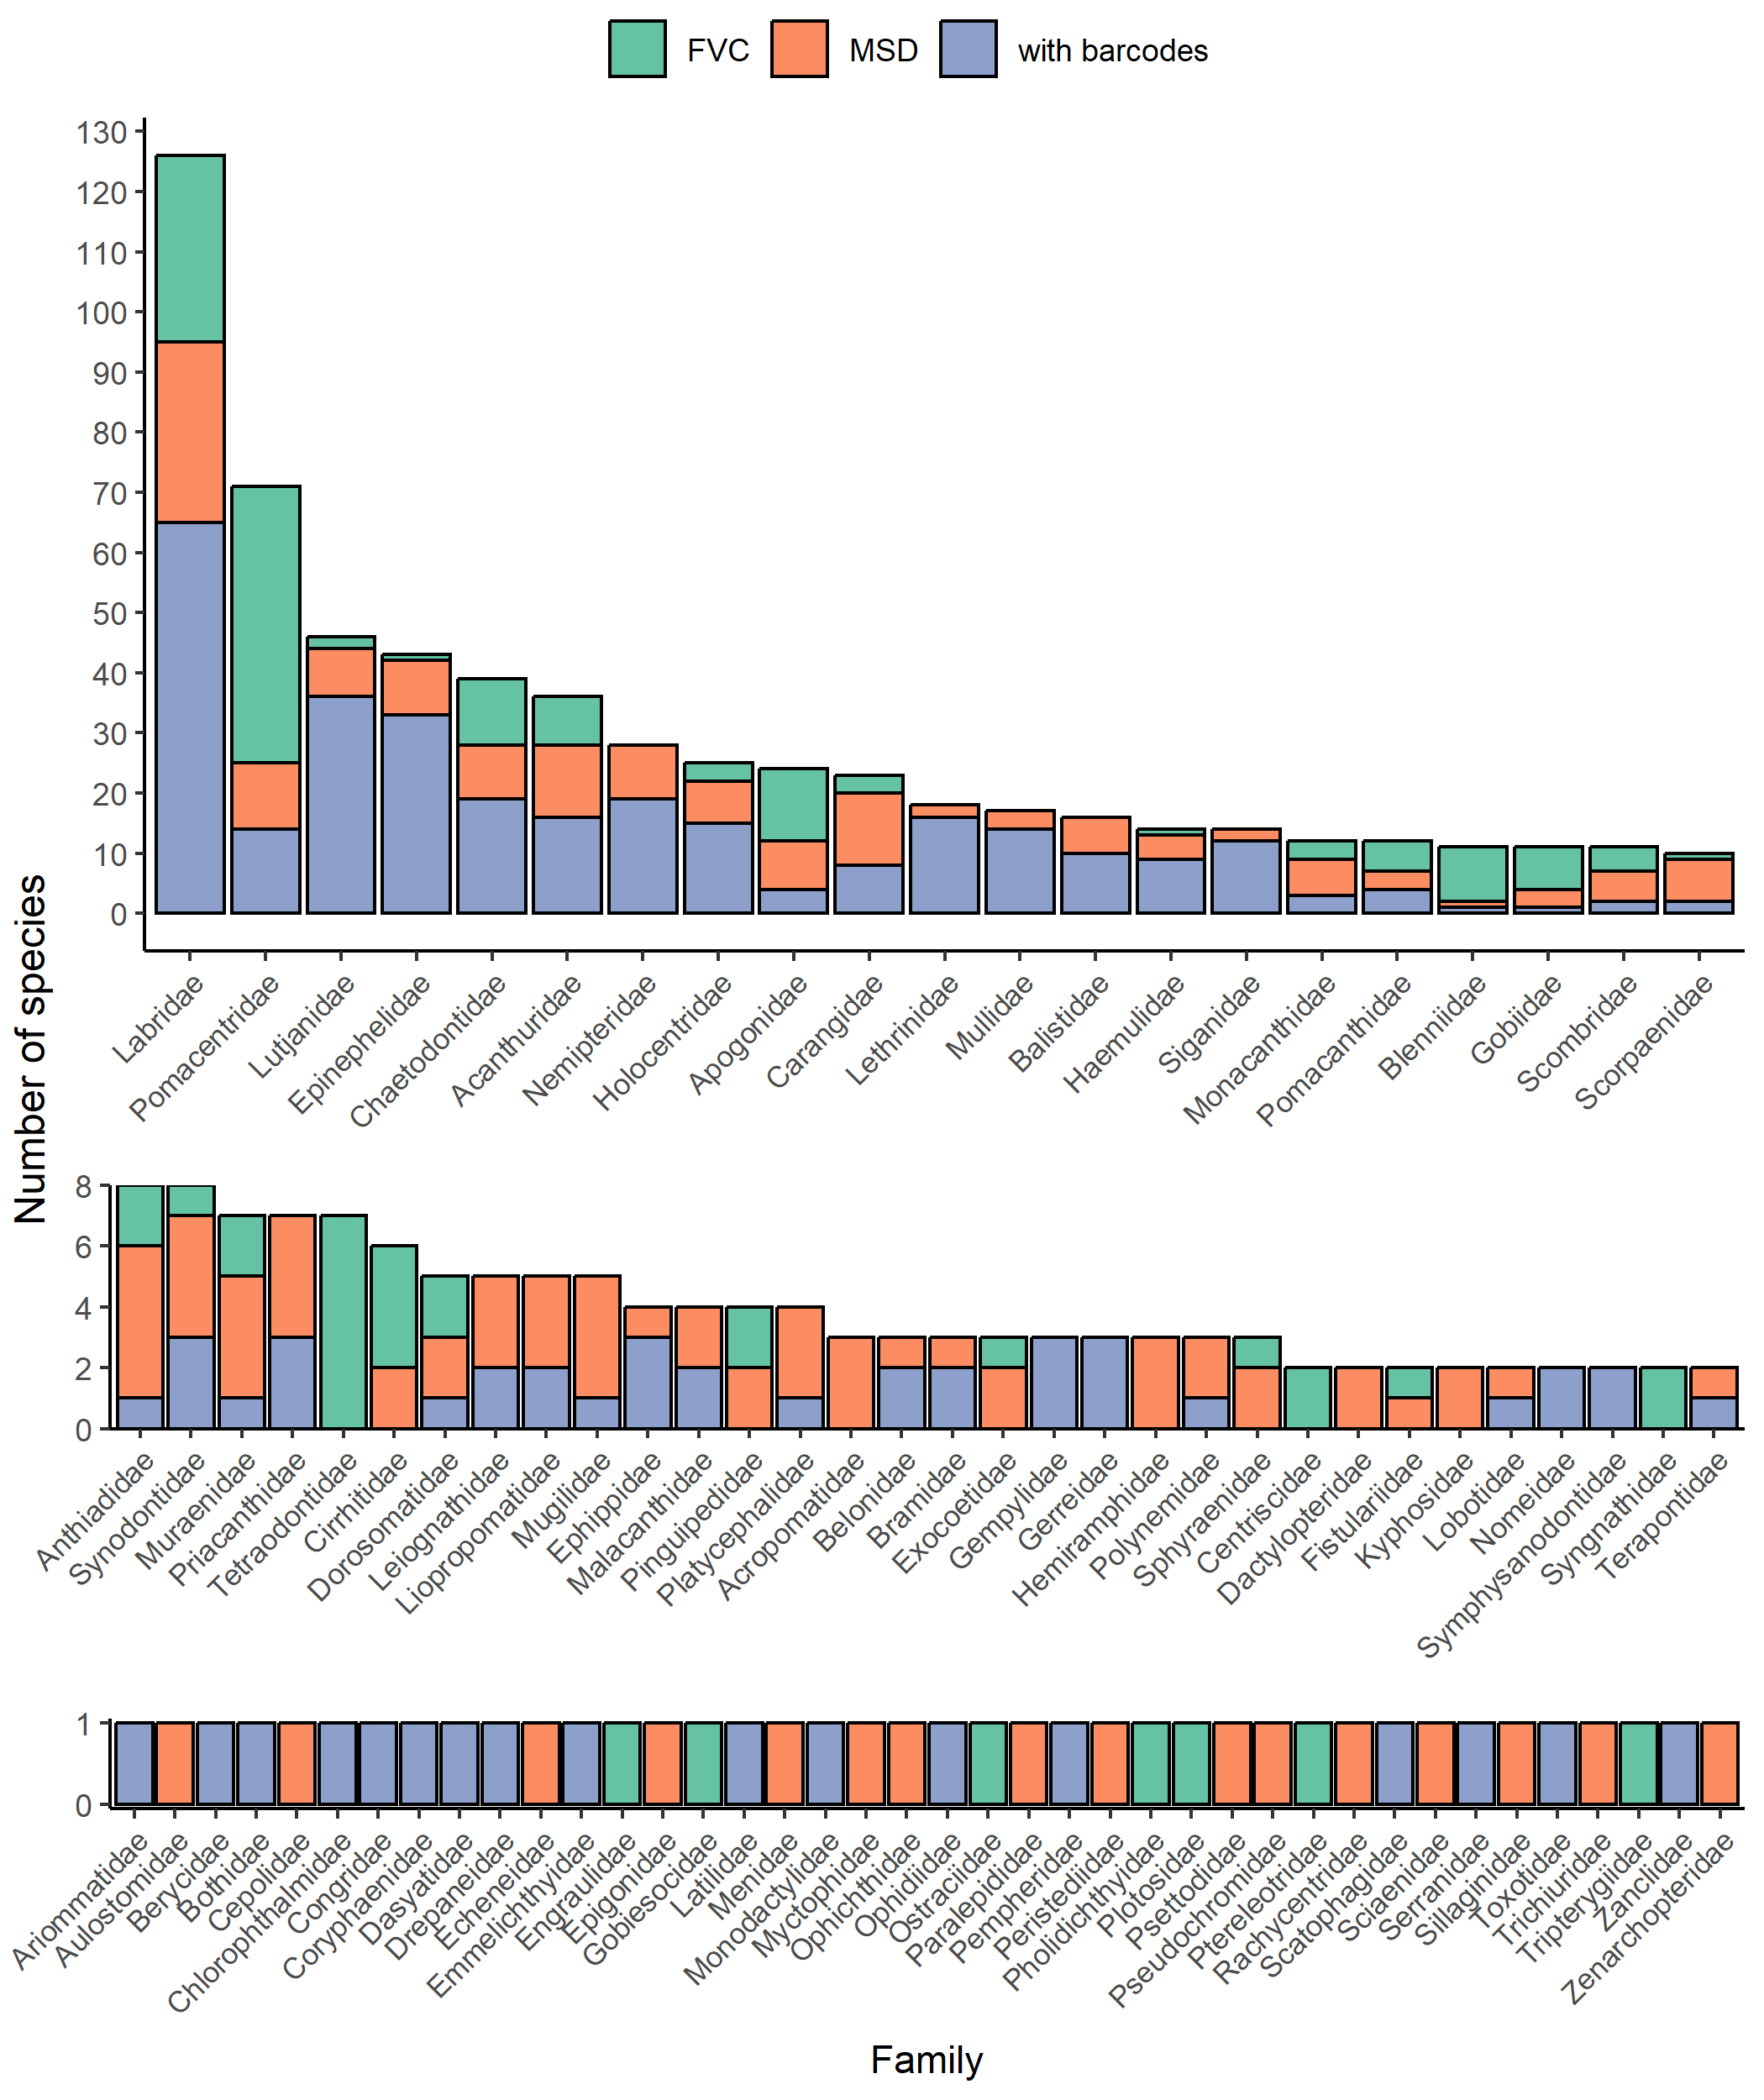 FVC MSD with barcodes
Number of species
130
120
110
100
90
80
70
60
50
40
30
20
10
0
Labridae
Pomacentridae
Lutjanidae
Epinephelidae
Chaetodontidae
Acanthuridae
Nemipteridae
Holocentridae
Apogonidae
Carangidae
Lethrinidae
Mullidae
Balistidae
Haemulidae
Siganidae
Monacanthidae
Pomacanthidae
Blenniidae
Gobiidae
Scombridae
Scorpaenidae
8
6
4
2
0
Anthiadidae
Synodontidae
Muraenidae
Priacanthidae
Tetraodontidae
Cirrhitidae
Dorosomatidae
Leiognathidae
Liopropomatidae
Mugilidae
Ephippidae
Malacanthidae
Pinguipedidae
Platycephalidae
Acropomatidae
Belonidae
Bramidae
Exocoetidae
Gempylidae
Gerreidae
Hemiramphidae
Polynemidae
Sphyraenidae
Centriscidae
Dactylopteridae
Fistulariidae
Kyphosidae
Lobotidae
Nomeidae
Symphysanodontidae
Syngnathidae
Terapontidae
1
0
Ariommatidae
Aulostomidae
Berycidae
Bothidae
Cepolidae
Chlorophthalmidae
Congridae
Coryphaenidae
Dasyatidae
Drepaneidae
Echeneidae
Emmelichthyidae
Engraulidae
Epigonidae
Gobiesocidae
Latilidae
Menidae
Monodactylidae
Myctophidae
Ophichthidae
Ophidiidae
Ostraciidae
Paralepididae
Pempheridae
Peristediidae
Pholidichthyidae
Plotosidae
Psettodidae
Pseudochromidae
Ptereleotridae
Rachycentridae
Scatophagidae
Sciaenidae
Serranidae
Sillaginidae
Toxotidae
Trichiuridae
Tripterygiidae
Zanclidae
Zenarchopteridae
Family